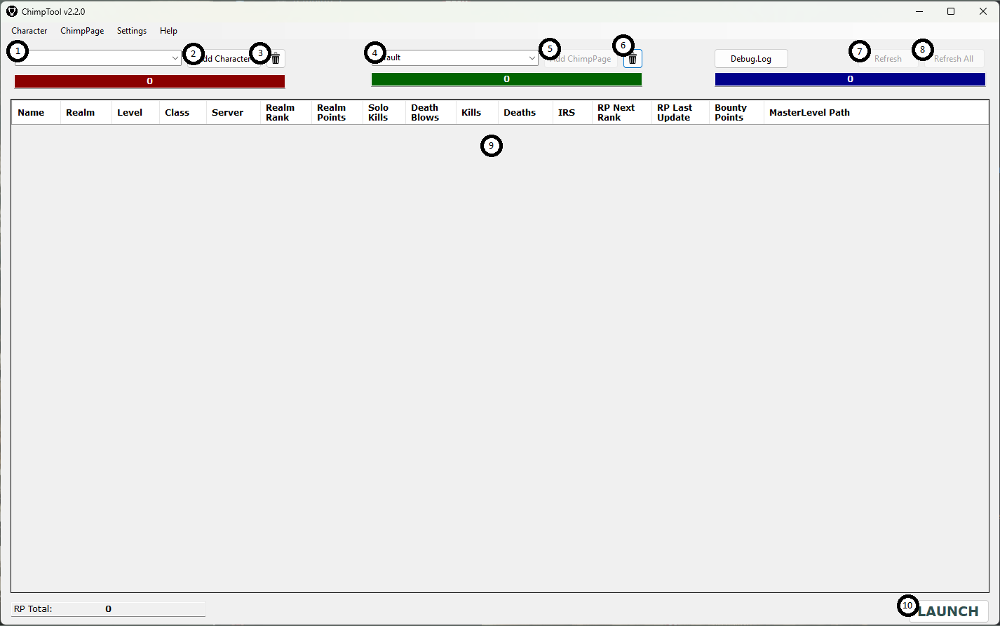 ChimpTool v2.2.0
Character ChimpPage Settings Help
1 2 dd Character 3 4 ault 5 dd ChimpPage 6 Debug.Log 7 Refresh 8 Refresh All
0 0 0
Name Realm Level Class Server Realm Rank Realm Points Solo Kills Death Blows Kills Deaths IRS RP Next Rank RP Last Update Bounty Points MasterLevel Path
9
RP Total: 0
10 LAUNCH